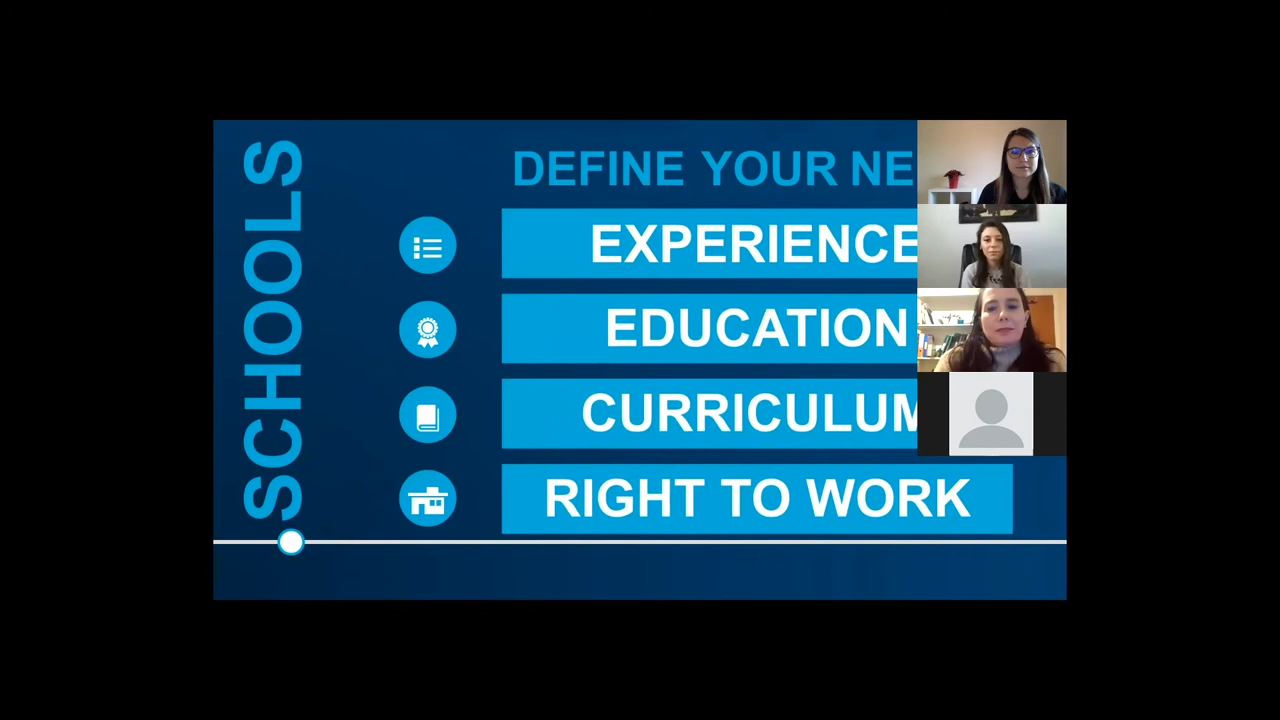 SCHOOLS
DEFINE YOUR NE
EXPERIENCE
EDUCATION
CURRICULUM
RIGHT TO WORK